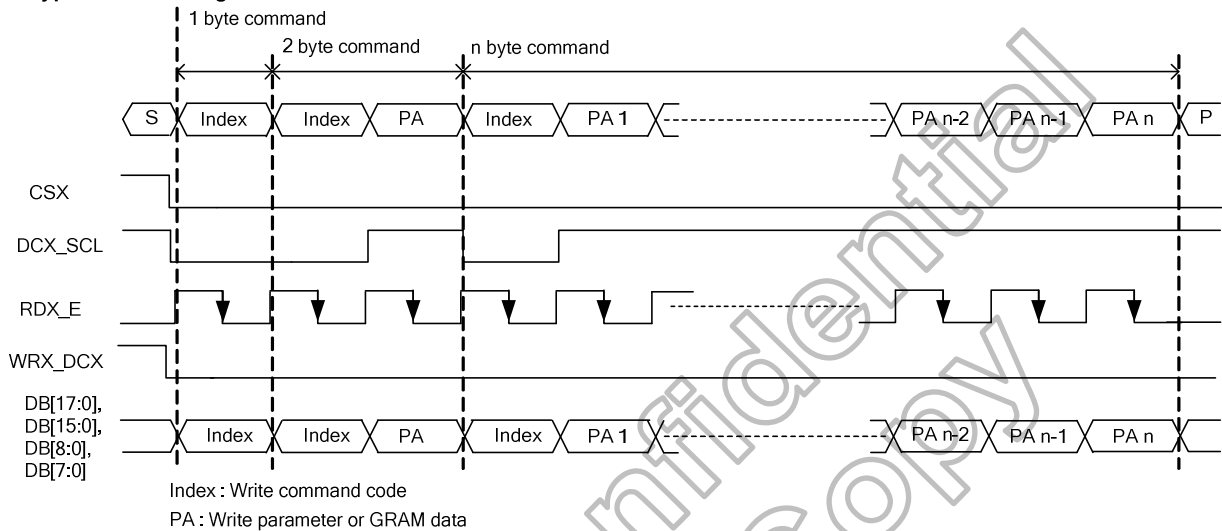 1 byte command
2 byte command
n byte command
S Index Index PA Index PA 1 PA n-2 PA n-1 PA n P
CSX
DCX_SCL
RDX_E
WRX_DCX
DB[17:0],
DB[15:0],
DB[8:0],
DB[7:0]
Index Index PA Index PA 1 PA n-2 PA n-1 PA n
Index : Write command code
PA : Write parameter or GRAM data
Confidential
Copy